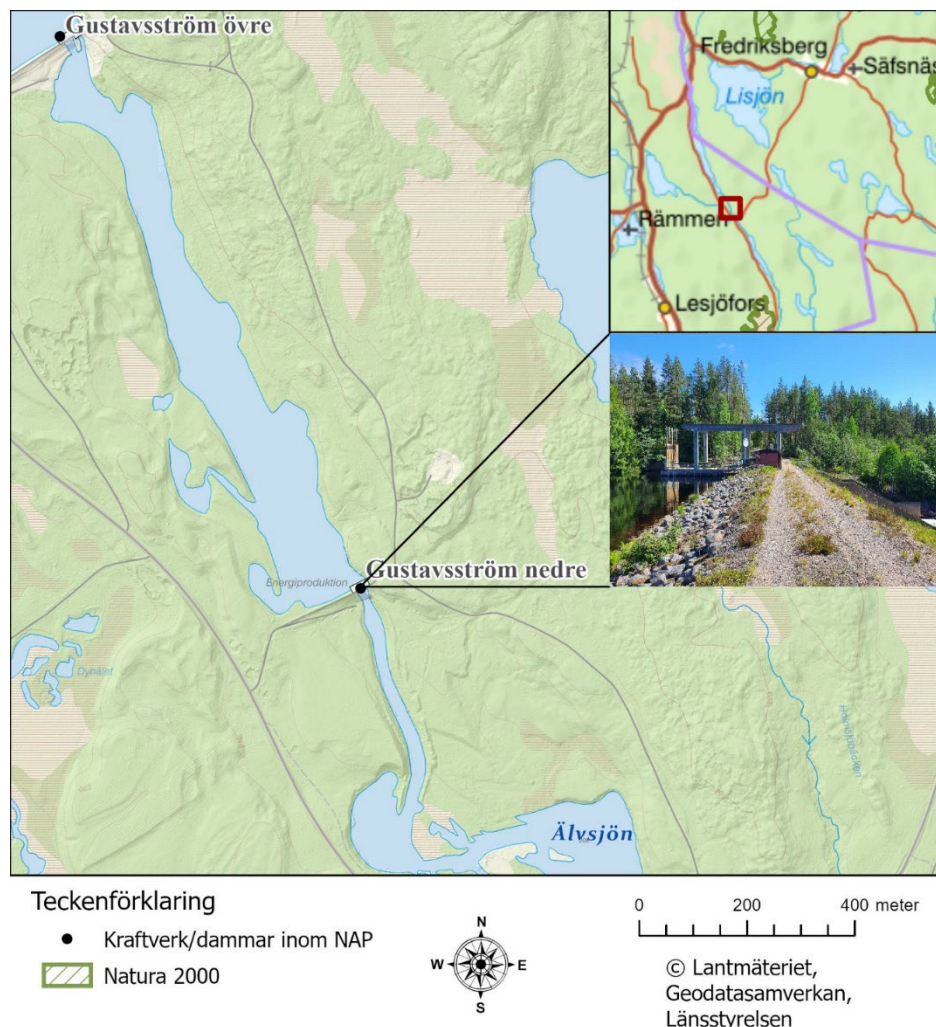 Gustavsström övre
Fredriksberg
Säfsnäs
Lisjön
Rämmen
Lesjöfors
Energiproduktion
Gustavsström nedre
Dyhålet
Älvsjön
Teckenförklaring
Kraftverk/dammar inom NAP
Natura 2000
N
W
E
S
0 200 400 meter
© Lantmäteriet,
Geodatasamverkan,
Länsstyrelsen